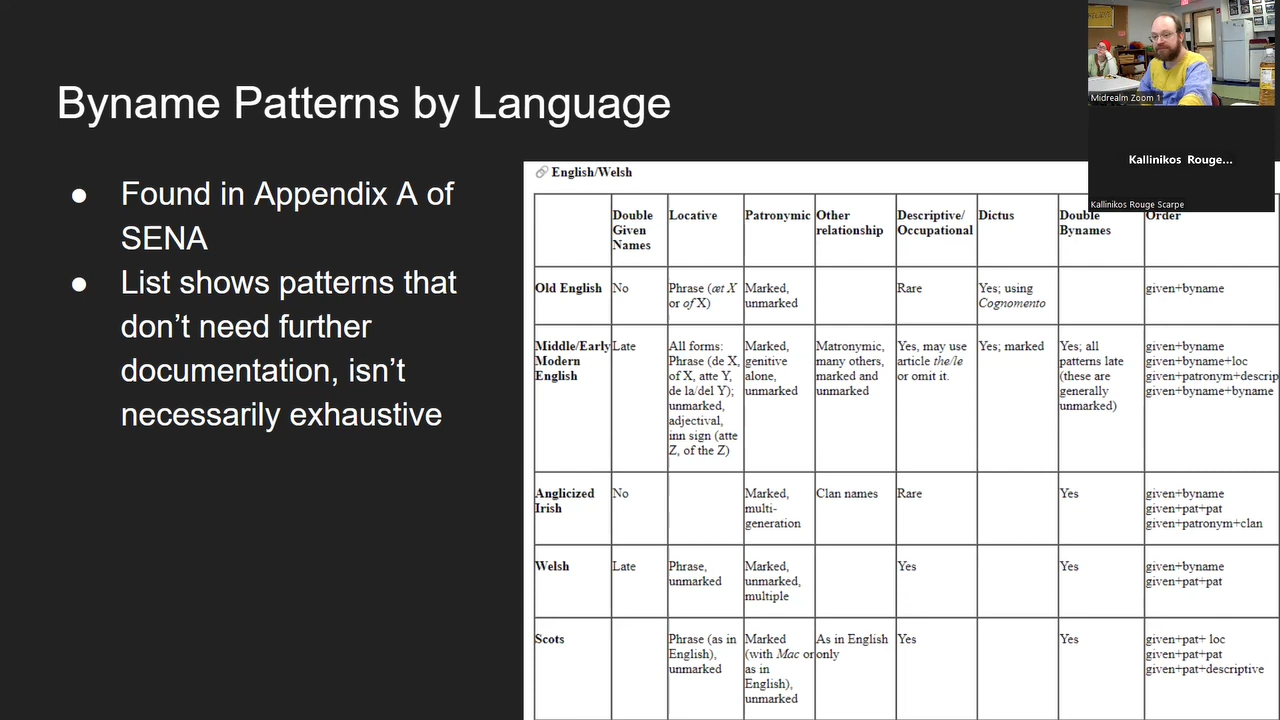 Byname Patterns by Language
● Found in Appendix A of
SENA
● List shows patterns that
don’t need further
documentation, isn’t
necessarily exhaustive
English/Welsh
Double
Given
Names
Locative
Patronymic
Other
relationship
Descriptive/
Occupational
Dictus
Double
Bynames
Order
Old English
No
Phrase (æt X
or of X)
Marked,
unmarked
Rare
Yes; using
Cognomento
given+byname
Middle/Early
Modern
English
Late
All forms:
Phrase (de X,
of X, atte Y,
de la/del Y);
unmarked,
adjectival,
inn sign (atte
Z, of the Z)
Marked,
genitive
alone,
unmarked
Matronymic,
many others,
marked and
unmarked
Yes, may use
article the/le
or omit it.
Yes; marked
Yes; all
patterns late
(these are
generally
unmarked)
given+byname
given+byname+loc
given+patronym+descrip
given+byname+byname
Anglicized
Irish
No
Marked,
multi-
generation
Clan names
Rare
Yes
given+byname
given+pat+pat
given+patronym+clan
Welsh
Late
Phrase,
unmarked
Marked,
unmarked,
multiple
Yes
Yes
given+byname
given+pat+pat
Scots
Phrase (as in
English),
unmarked
Marked
(with Mac or
as in
English),
unmarked
As in English
only
Yes
Yes
given+pat+ loc
given+pat+pat
given+pat+descriptive
Midrealm Zoom 1
Kallinikos Rouge...
Kallinikos Rouge Scarpe